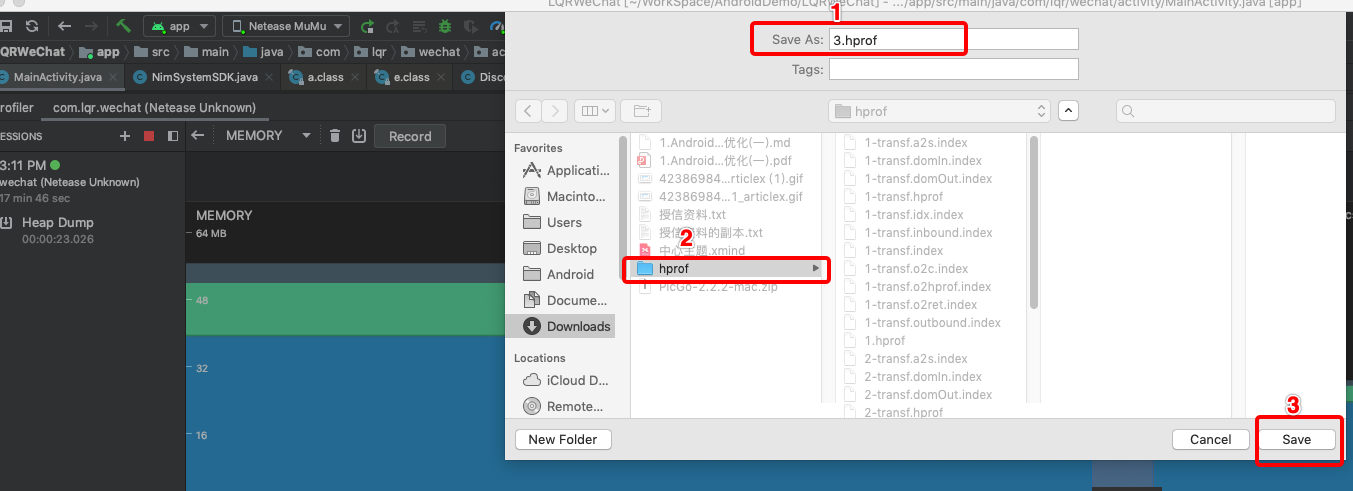 LQRWeChat [~/WorkSpace/AndroidDemo/LQRWeChat] - .../app/src/main/java/com/lqr/wechat/activity/MainActivity.java [app]
app
Netease MuMu
QRWeChat
app
src
main
java
com
lqr
wechat
ac
MainActivity.java
NimSystemSDK.java
a.class
e.class
Disco
rofiler
com.lqr.wechat (Netease Unknown)
ESSIONS
MEMORY
Record
3:11 PM
wechat (Netease Unknown)
17 min 46 sec
Heap Dump
00:00:23.026
MEMORY
64 MB
48
32
16
1
Save As: 3.hprof
Tags:
hprof
Favorites
Applicati...
Macinto...
Users
Desktop
Android
Docume...
Downloads
Locations
iCloud D...
Remote...
1.Android...优化(一).md
1.Android...优化(一).pdf
42386984...rticlex (1).gif
42386984...1_articlex.gif
授信资料.txt
授信资料的副本.txt
2
中心主题.xmind
hprof
PicGo-2.2.2-mac.zip
1-transf.a2s.index
1-transf.domIn.index
1-transf.domOut.index
1-transf.hprof
1-transf.idx.index
1-transf.inbound.index
1-transf.index
1-transf.o2c.index
1-transf.o2hprof.index
1-transf.o2ret.index
1-transf.outbound.index
1.hprof
2-transf.a2s.index
2-transf.domIn.index
2-transf.domOut.index
2-transf.hprof
3
New Folder
Cancel
Save